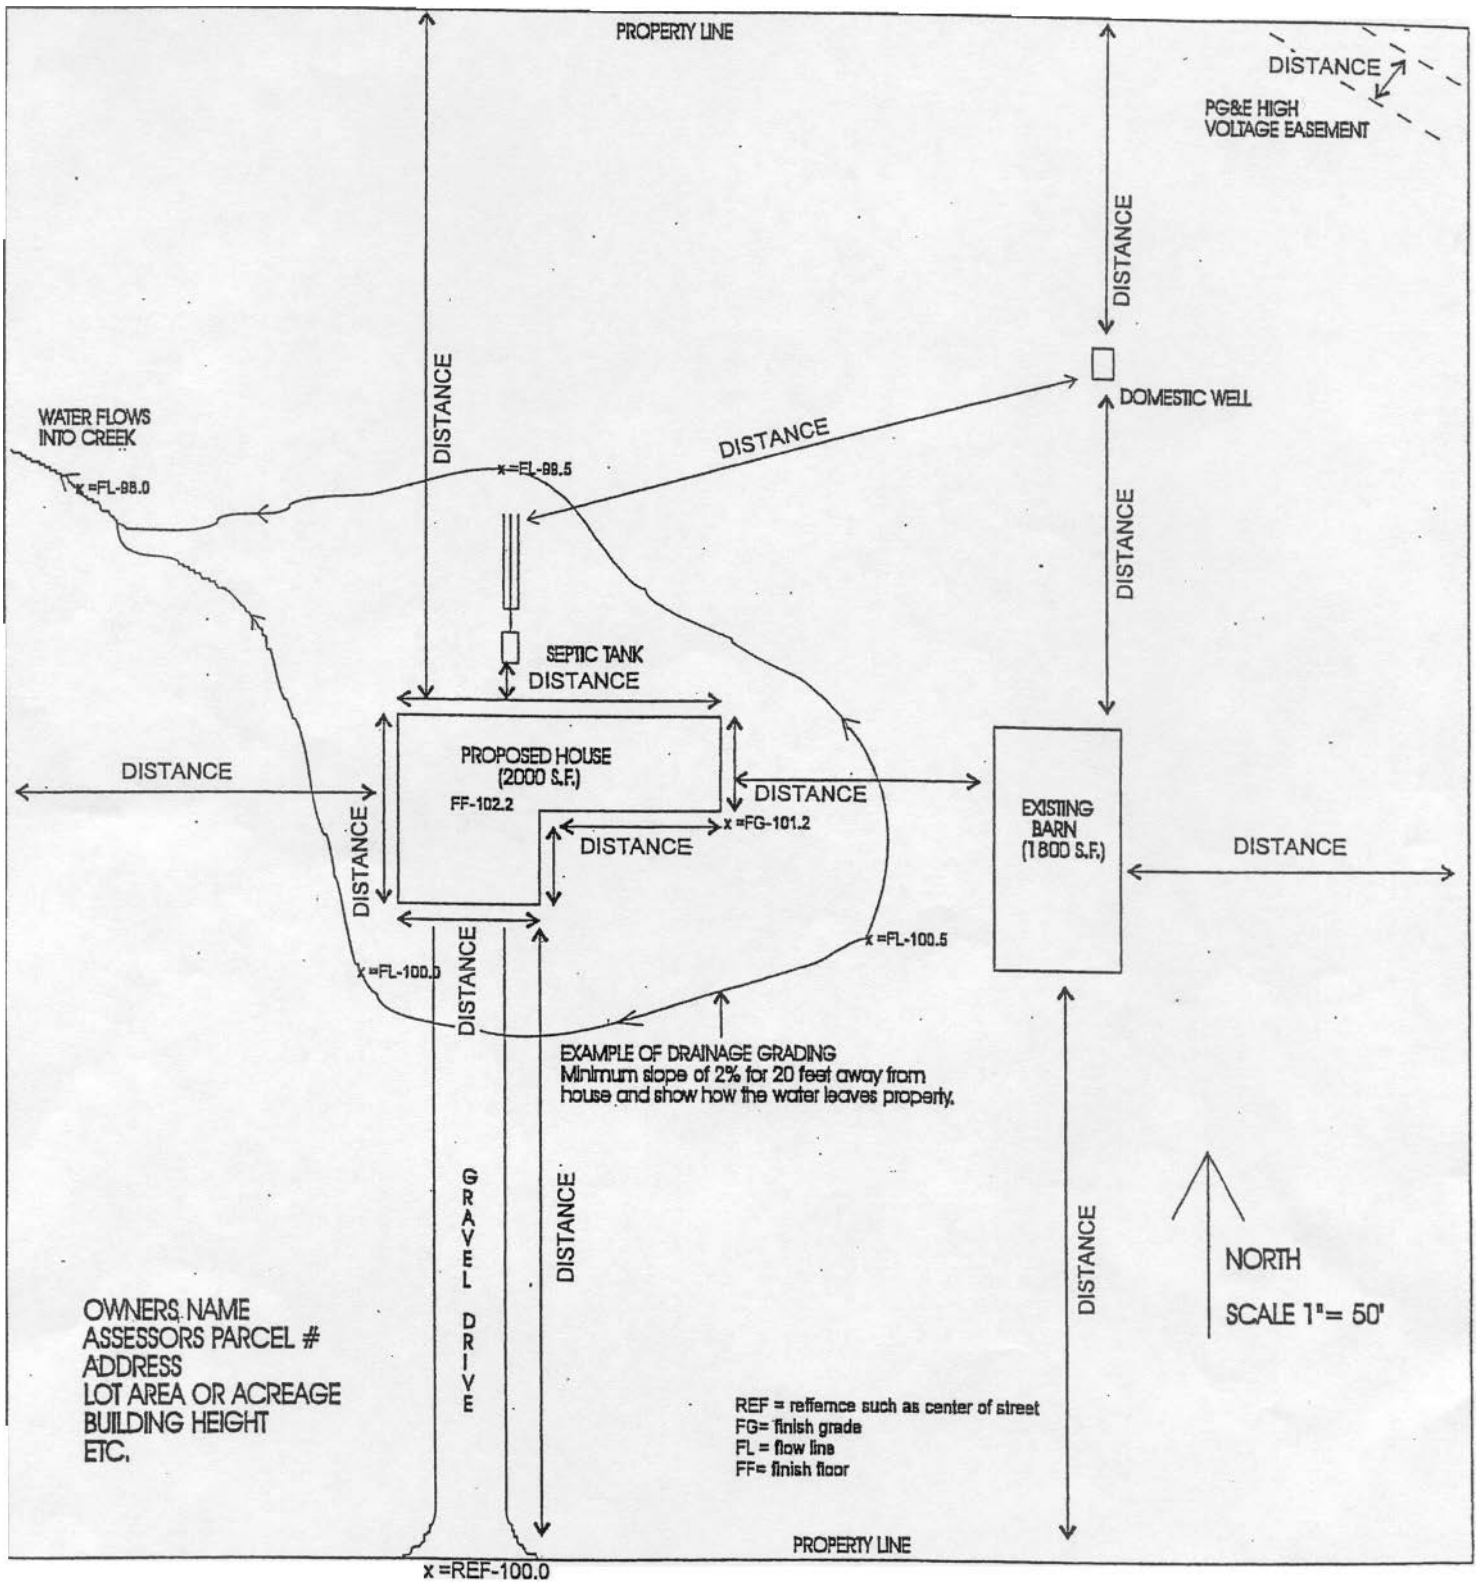 PROPERTY LINE
DISTANCE
PG&E HIGH
VOLTAGE EASEMENT
DISTANCE
DISTANCE
DOMESTIC WELL
WATER FLOWS
INTO CREEK
DISTANCE
x =FL-99.5
x =FL-98.0
DISTANCE
SEPTIC TANK
DISTANCE
PROPOSED HOUSE
(2000 S.F.)
FF-102.2
DISTANCE
DISTANCE
DISTANCE
x =FG-101.2
DISTANCE
EXISTING
BARN
(1800 S.F.)
DISTANCE
x =FL-100.5
x =FL-100.0
DISTANCE
EXAMPLE OF DRAINAGE GRADING
Minimum slope of 2% for 20 feet away from
house and show how the water leaves property.
GRAVEL DRIVE
DISTANCE
DISTANCE
NORTH
SCALE 1"= 50'
OWNERS NAME
ASSESSORS PARCEL #
ADDRESS
LOT AREA OR ACREAGE
BUILDING HEIGHT
ETC.
REF = reffernce such as center of street
FG= finish grade
FL = flow line
FF= finish floor
PROPERTY LINE
x =REF-100.0